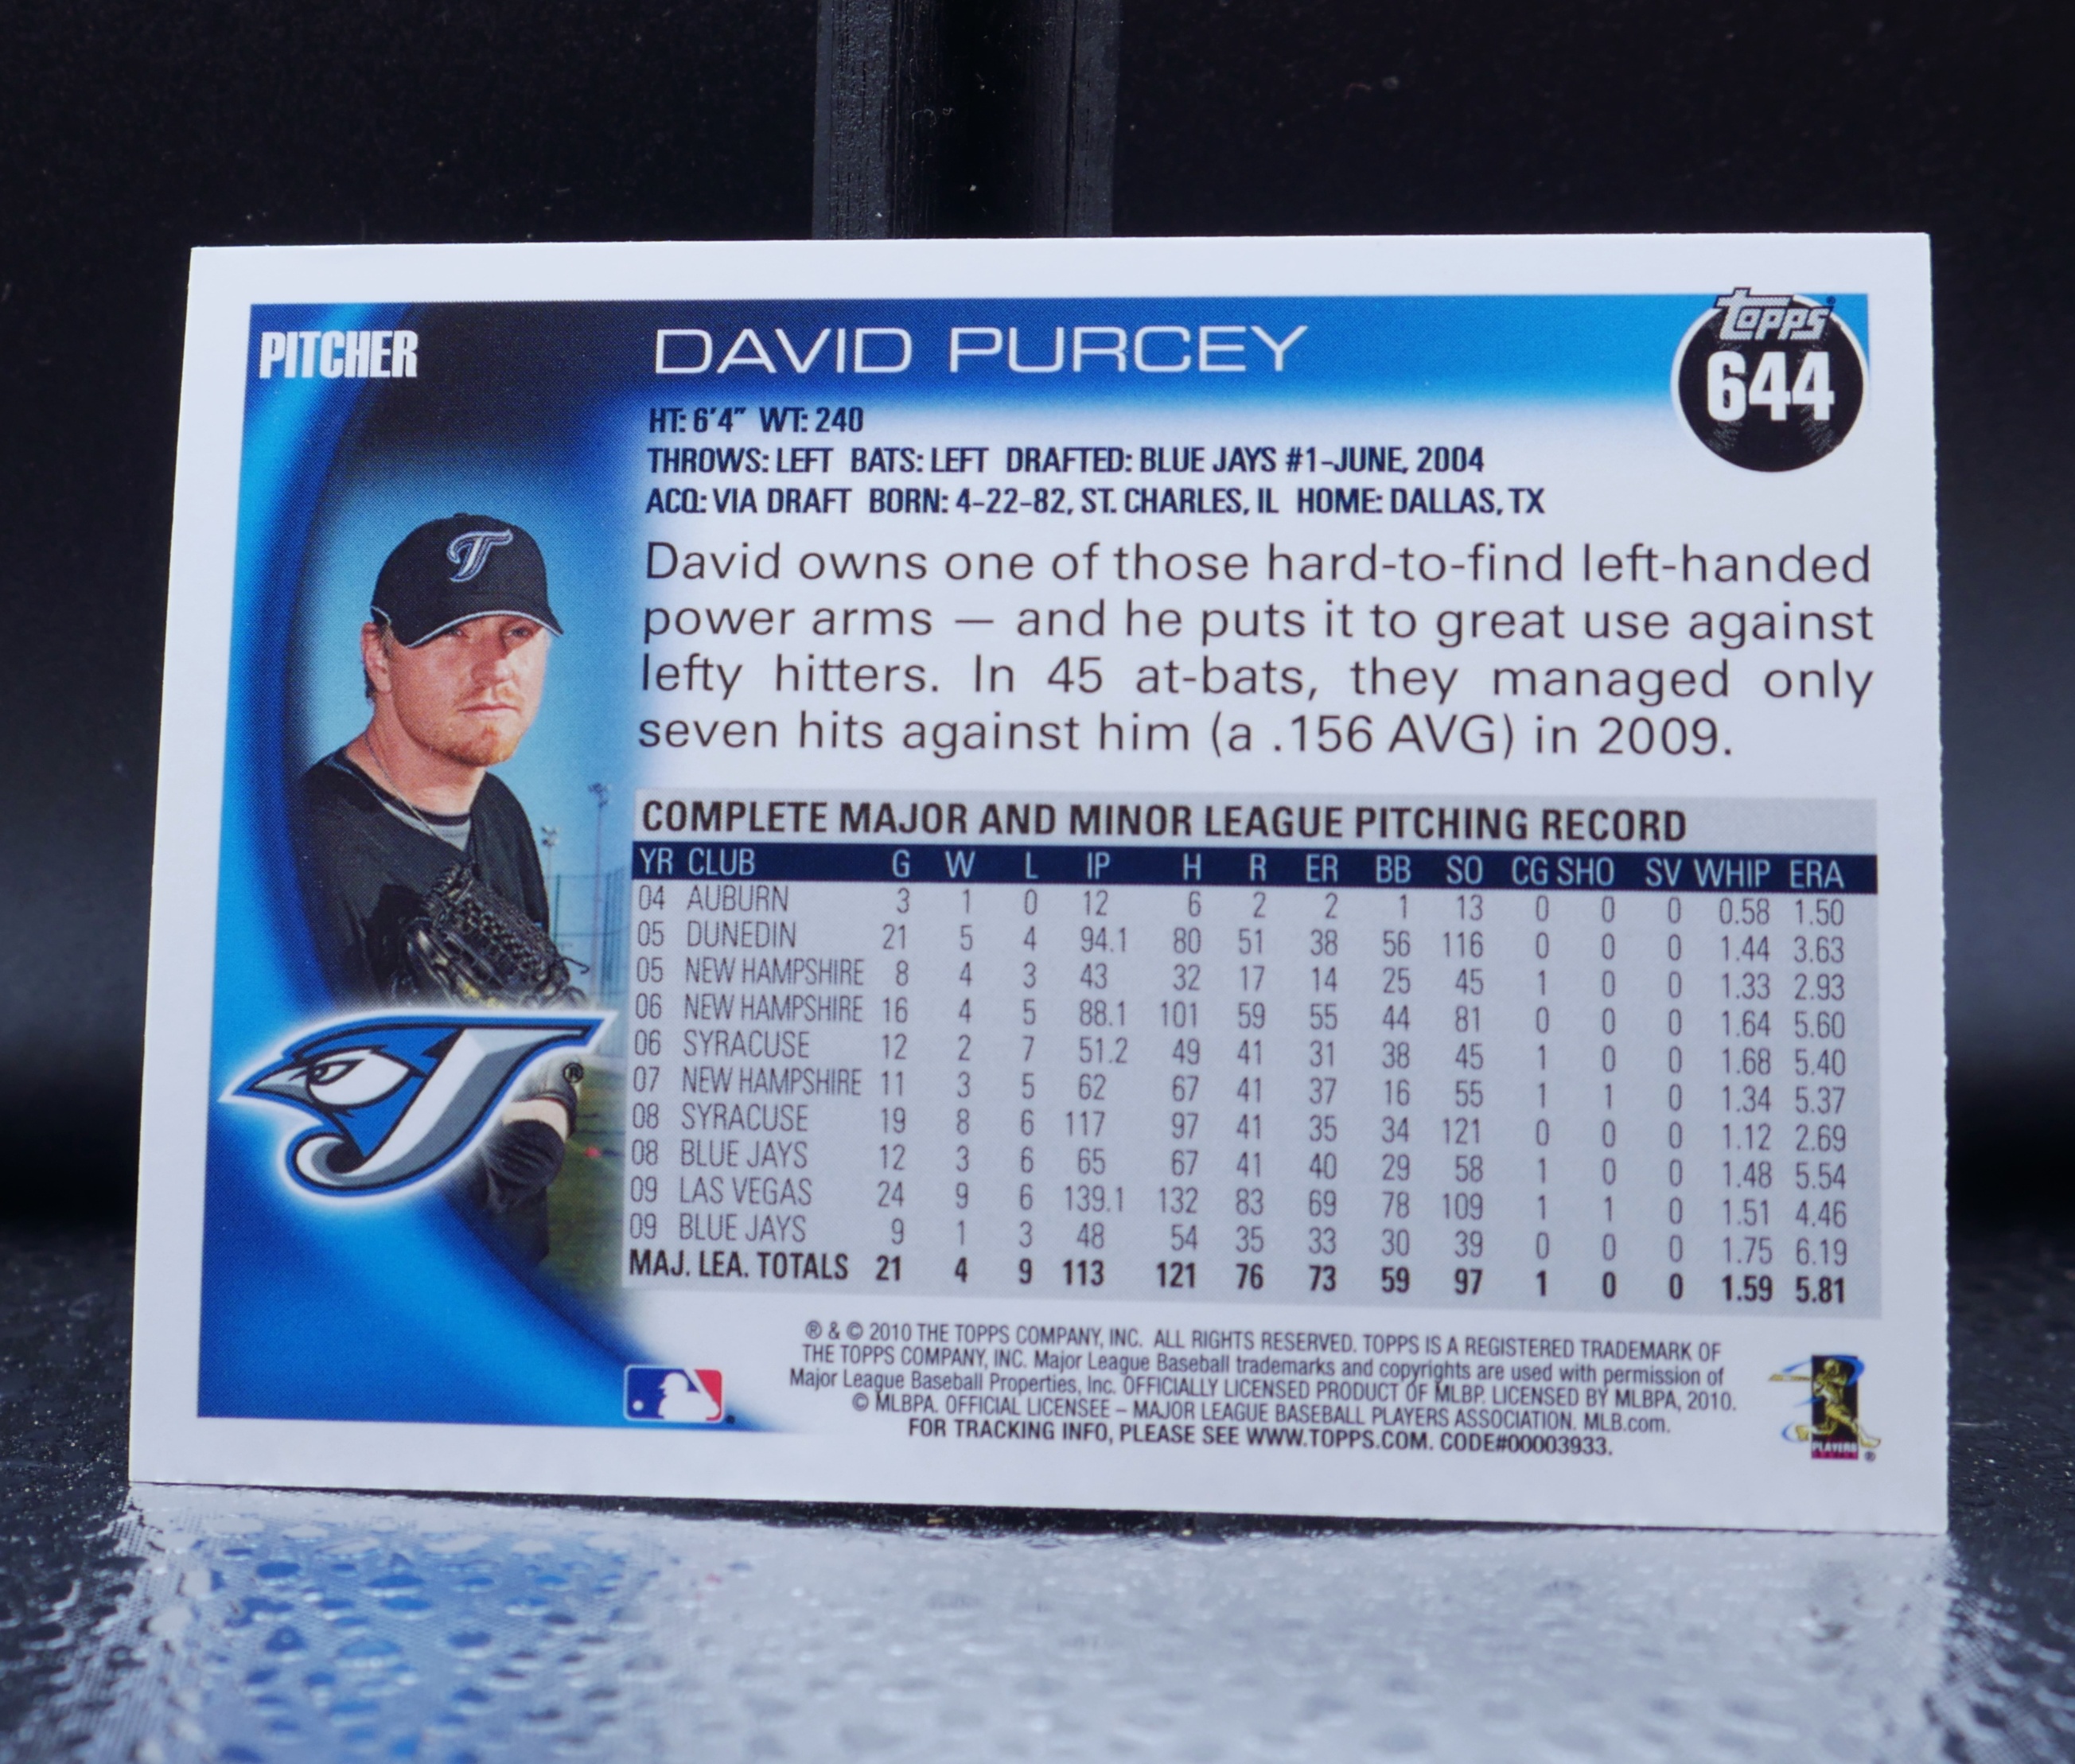 PITCHER
DAVID PURCEY
Topps
644
HT: 6'4" WT: 240
THROWS: LEFT BATS: LEFT DRAFTED: BLUE JAYS #1–JUNE, 2004
ACQ: VIA DRAFT BORN: 4-22-82, ST. CHARLES, IL HOME: DALLAS, TX
David owns one of those hard-to-find left-handed
power arms — and he puts it to great use against
lefty hitters. In 45 at-bats, they managed only
seven hits against him (a .156 AVG) in 2009.
COMPLETE MAJOR AND MINOR LEAGUE PITCHING RECORD
YR CLUB G W L IP H R ER BB SO CG SHO SV WHIP ERA
04 AUBURN 3 1 0 12 6 2 2 1 13 0 0 0 0.58 1.50
05 DUNEDIN 21 5 4 94.1 80 51 38 56 116 0 0 0 1.44 3.63
05 NEW HAMPSHIRE 8 4 3 43 32 17 14 25 45 1 0 0 1.33 2.93
06 NEW HAMPSHIRE 16 4 5 88.1 101 59 55 44 81 0 0 0 1.64 5.60
06 SYRACUSE 12 2 7 51.2 49 41 31 38 45 1 0 0 1.68 5.40
07 NEW HAMPSHIRE 11 3 5 62 67 41 37 16 55 1 1 0 1.34 5.37
08 SYRACUSE 19 8 6 117 97 41 35 34 121 0 0 0 1.12 2.69
08 BLUE JAYS 12 3 6 65 67 41 40 29 58 1 0 0 1.48 5.54
09 LAS VEGAS 24 9 6 139.1 132 83 69 78 109 1 1 0 1.51 4.46
09 BLUE JAYS 9 1 3 48 54 35 33 30 39 0 0 0 1.75 6.19
MAJ. LEA. TOTALS 21 4 9 113 121 76 73 59 97 1 0 0 1.59 5.81
® & © 2010 THE TOPPS COMPANY, INC. ALL RIGHTS RESERVED. TOPPS IS A REGISTERED TRADEMARK OF
THE TOPPS COMPANY, INC. Major League Baseball trademarks and copyrights are used with permission of
Major League Baseball Properties, Inc. OFFICIALLY LICENSED PRODUCT OF MLBP. LICENSED BY MLBPA, 2010.
© MLBPA. OFFICIAL LICENSEE – MAJOR LEAGUE BASEBALL PLAYERS ASSOCIATION. MLB.com.
FOR TRACKING INFO, PLEASE SEE WWW.TOPPS.COM. CODE#00003933.
PLAYERS